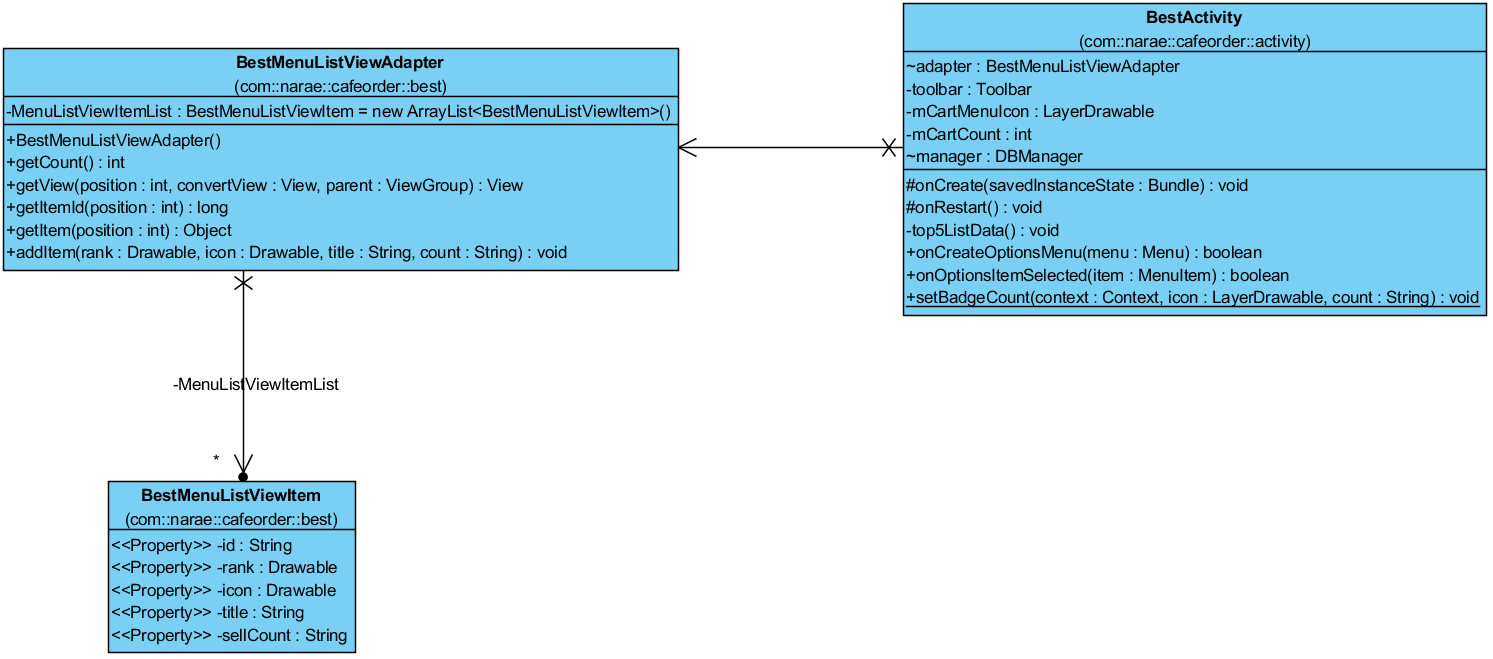 BestMenuListViewAdapter
(com::narae::cafeorder::best)
-MenuListViewItemList : BestMenuListViewItem = new ArrayList<BestMenuListViewItem>()
+BestMenuListViewAdapter()
+getCount() : int
+getView(position : int, convertView : View, parent : ViewGroup) : View
+getItemId(position : int) : long
+getItem(position : int) : Object
+addItem(rank : Drawable, icon : Drawable, title : String, count : String) : void
BestActivity
(com::narae::cafeorder::activity)
~adapter : BestMenuListViewAdapter
-toolbar : Toolbar
-mCartMenuIcon : LayerDrawable
-mCartCount : int
~manager : DBManager
#onCreate(savedInstanceState : Bundle) : void
#onRestart() : void
-top5ListData() : void
+onCreateOptionsMenu(menu : Menu) : boolean
+onOptionsItemSelected(item : MenuItem) : boolean
+setBadgeCount(context : Context, icon : LayerDrawable, count : String) : void
-MenuListViewItemList
*
BestMenuListViewItem
(com::narae::cafeorder::best)
<<Property>> -id : String
<<Property>> -rank : Drawable
<<Property>> -icon : Drawable
<<Property>> -title : String
<<Property>> -sellCount : String